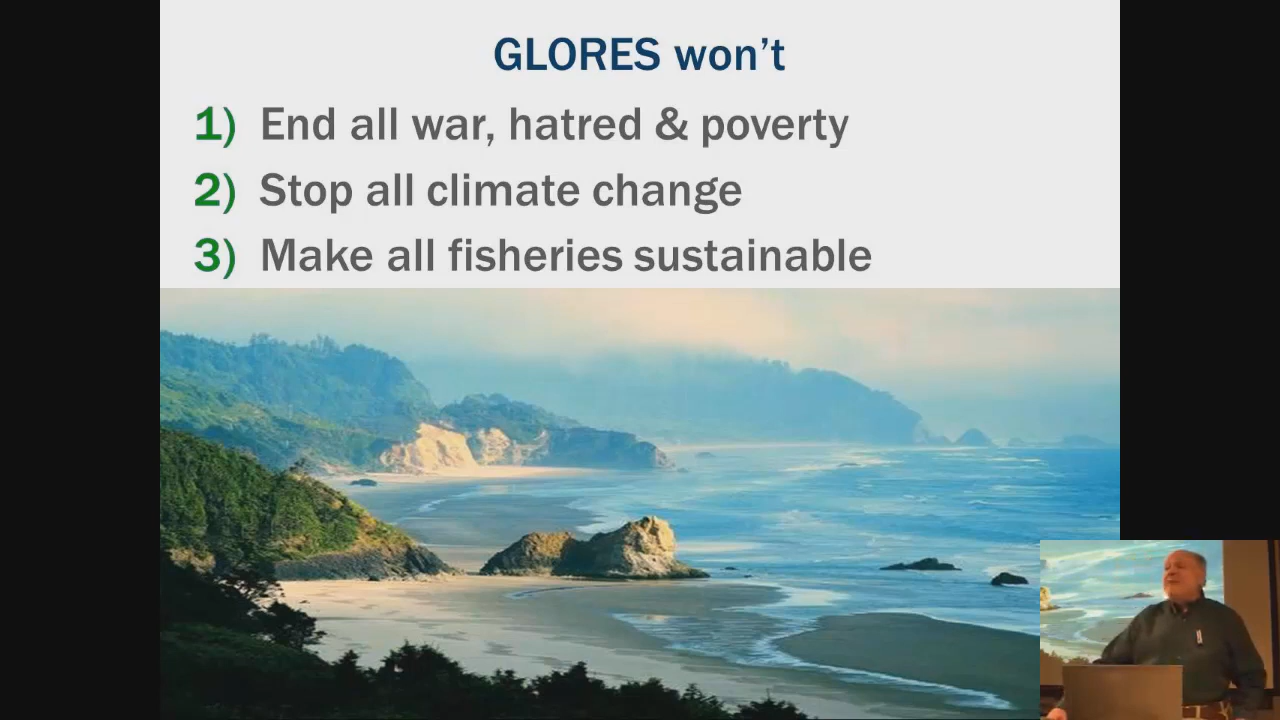 GLORES won’t
1) End all war, hatred & poverty
2) Stop all climate change
3) Make all fisheries sustainable